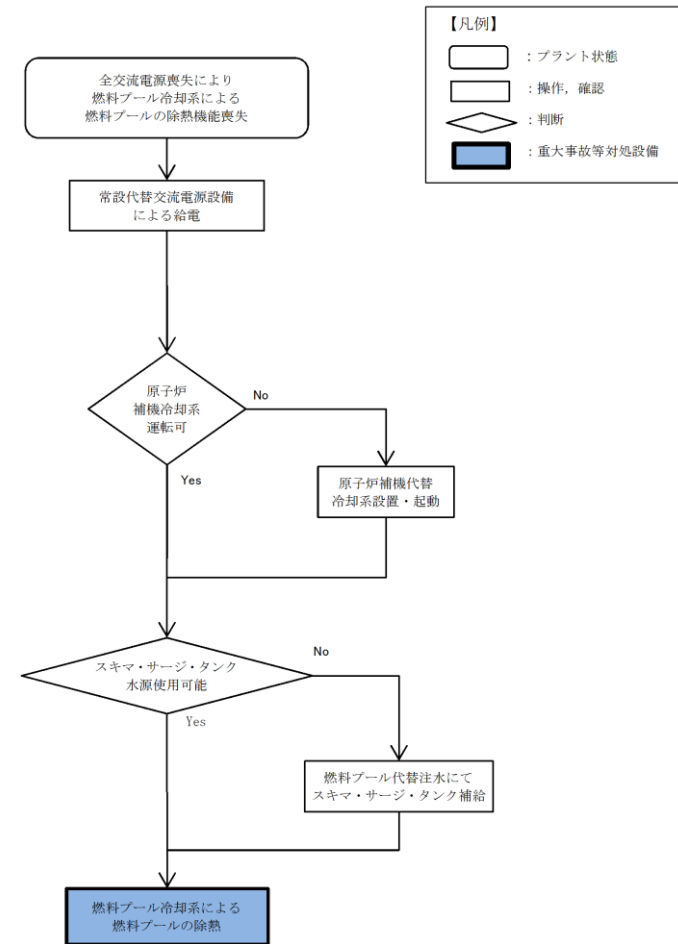 【凡例】
：プラント状態
：操作，確認
：判断
：重大事故等対処設備
全交流電源喪失により
燃料プール冷却系による
燃料プールの除熱機能喪失
常設代替交流電源設備
による給電
原子炉
補機冷却系
運転可
No
Yes
原子炉補機代替
冷却系設置・起動
スキマ・サージ・タンク
水源使用可能
No
Yes
燃料プール代替注水にて
スキマ・サージ・タンク補給
燃料プール冷却系による
燃料プールの除熱